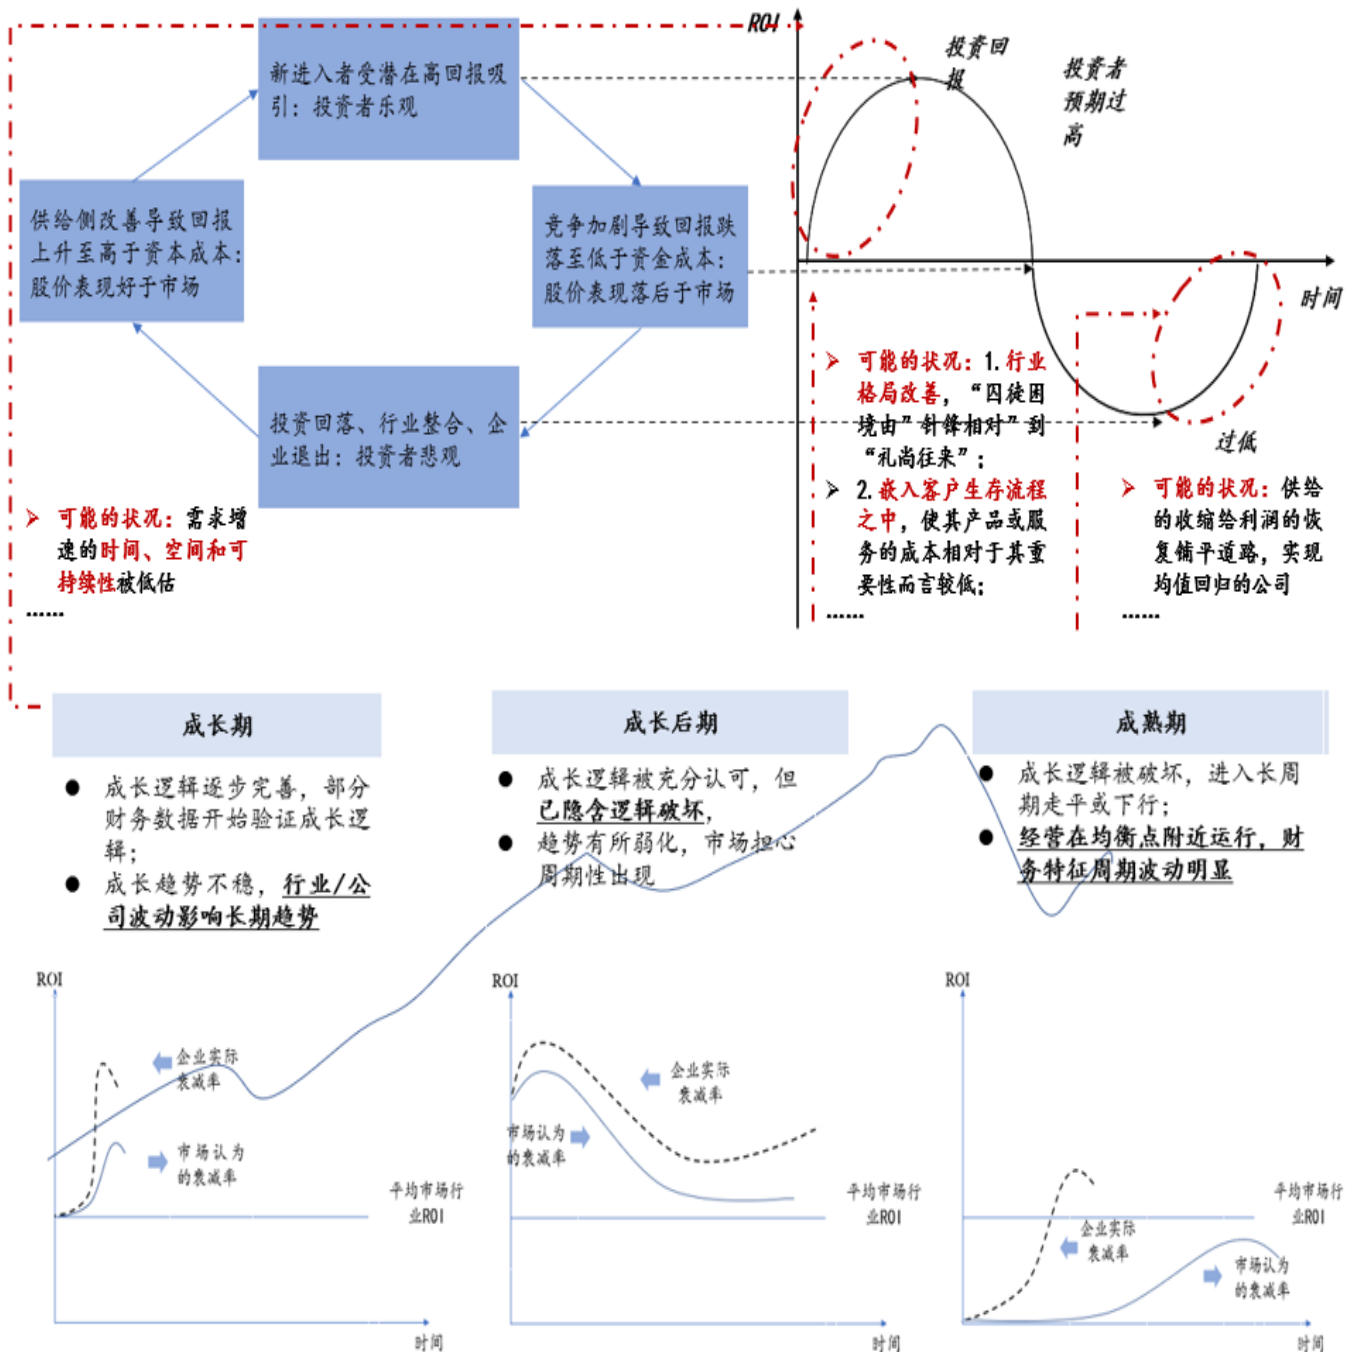 ROI
新进入者受潜在高回报吸
引：投资者乐观
投资回
报
投资者
预期过
高
供给侧改善导致回报
上升至高于资本成本：
股价表现好于市场
竞争加剧导致回报跌
落至低于资金成本：
股价表现落后于市场
时间
投资回落、行业整合、企
业退出：投资者悲观
过低
➢ 可能的状况：1.行业
格局改善，“囚徒困
境由”针锋相对”到
“礼尚往来”；
➢ 2.嵌入客户生存流程
之中，使其产品或服
务的成本相对于其重
要性而言较低；
……
➢ 可能的状况：供给
的收缩给利润的恢
复铺平道路，实现
均值回归的公司
……
➢ 可能的状况：需求增
速的时间、空间和可
持续性被低估
……
成长期
● 成长逻辑逐步完善，部分
财务数据开始验证成长逻
辑；
● 成长趋势不稳，行业/公
司波动影响长期趋势
成长后期
● 成长逻辑被充分认可，但
已隐含逻辑破坏，
● 趋势有所弱化，市场担心
周期性出现
成熟期
● 成长逻辑被破坏，进入长周
期走平或下行；
● 经营在均衡点附近运行，财
务特征周期波动明显
ROI
企业实际
衰减率
市场认为
的衰减率
平均市场行
业ROI
时间
ROI
企业实际
衰减率
市场认为
的衰减率
平均市场行
业ROI
时间
ROI
平均市场行
业ROI
企业实际
衰减率
市场认为
的衰减率
时间